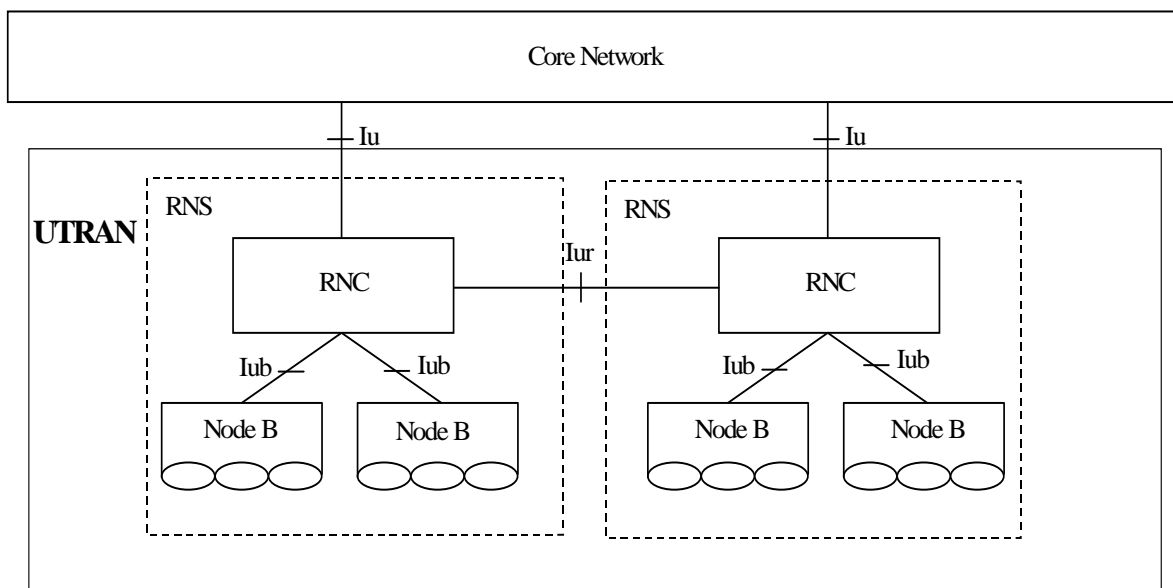 Core Network
Iu
Iu
RNS
RNS
UTRAN
Iur
RNC
RNC
Iub
Iub
Iub
Iub
Node B
Node B
Node B
Node B